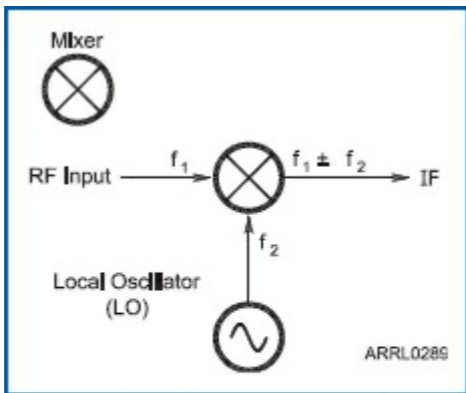 Mixer
RF Input
f1
f1 ± f2
IF
f2
Local Oscillator
(LO)
ARRL0289